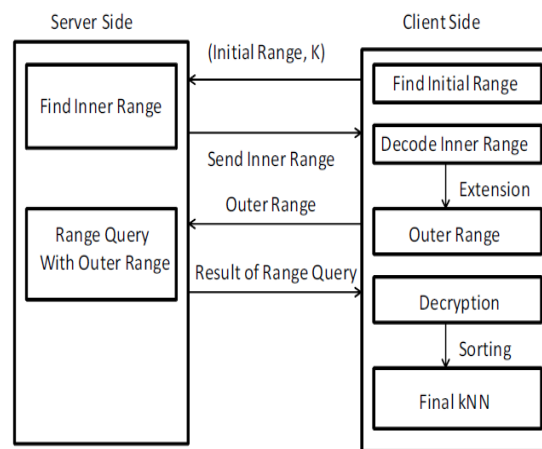 Server Side
Client Side
(Initial Range, K)
Find Inner Range
Find Initial Range
Send Inner Range
Decode Inner Range
Extension
Outer Range
Outer Range
Range Query
With Outer Range
Result of Range Query
Decryption
Sorting
Final kNN